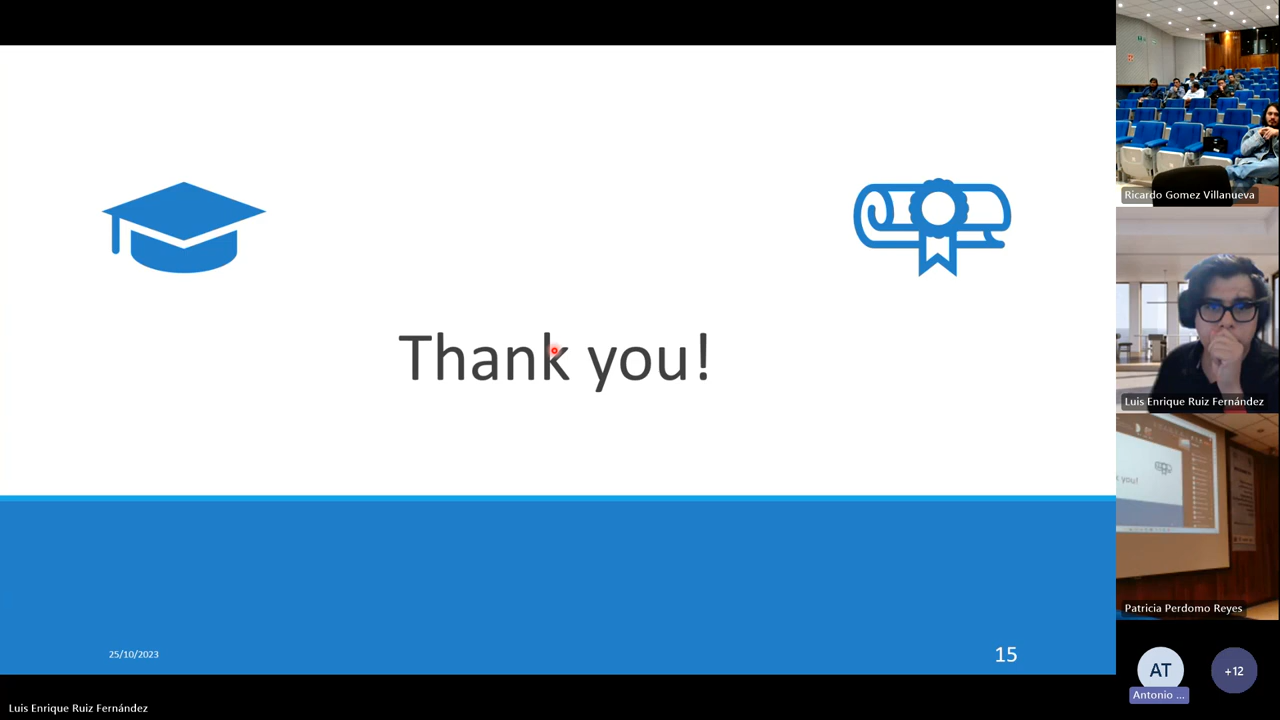 Thank you!
25/10/2023
15
Luis Enrique Ruiz Fernández
Ricardo Gomez Villanueva
Luis Enrique Ruiz Fernández
you!
Patricia Perdomo Reyes
AT
Antonio ...
+12